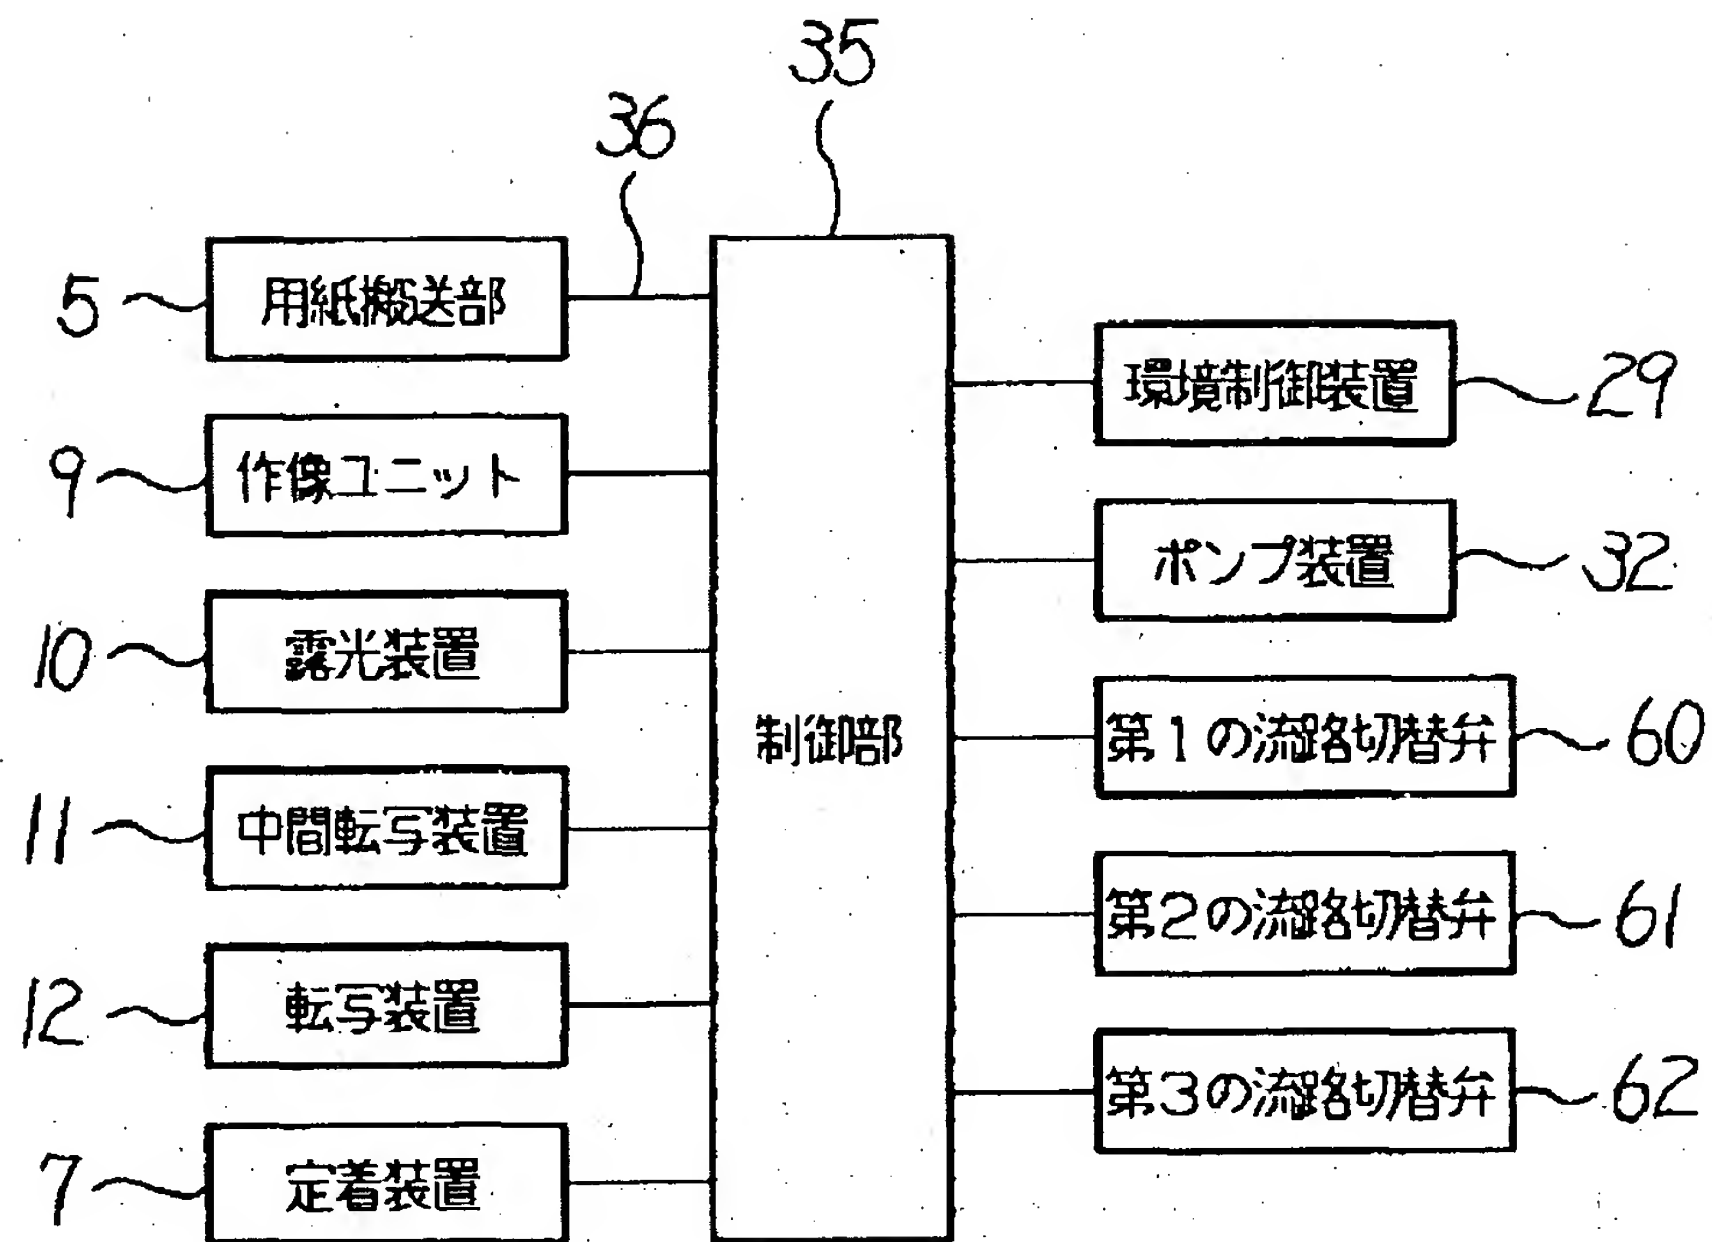 35
36
5 用紙搬送部
9 作像ユニット
10 露光装置
11 中間転写装置
12 転写装置
7 定着装置
制御部
環境制御装置 29
ポンプ装置 32
第1の流路切替弁 60
第2の流路切替弁 61
第3の流路切替弁 62